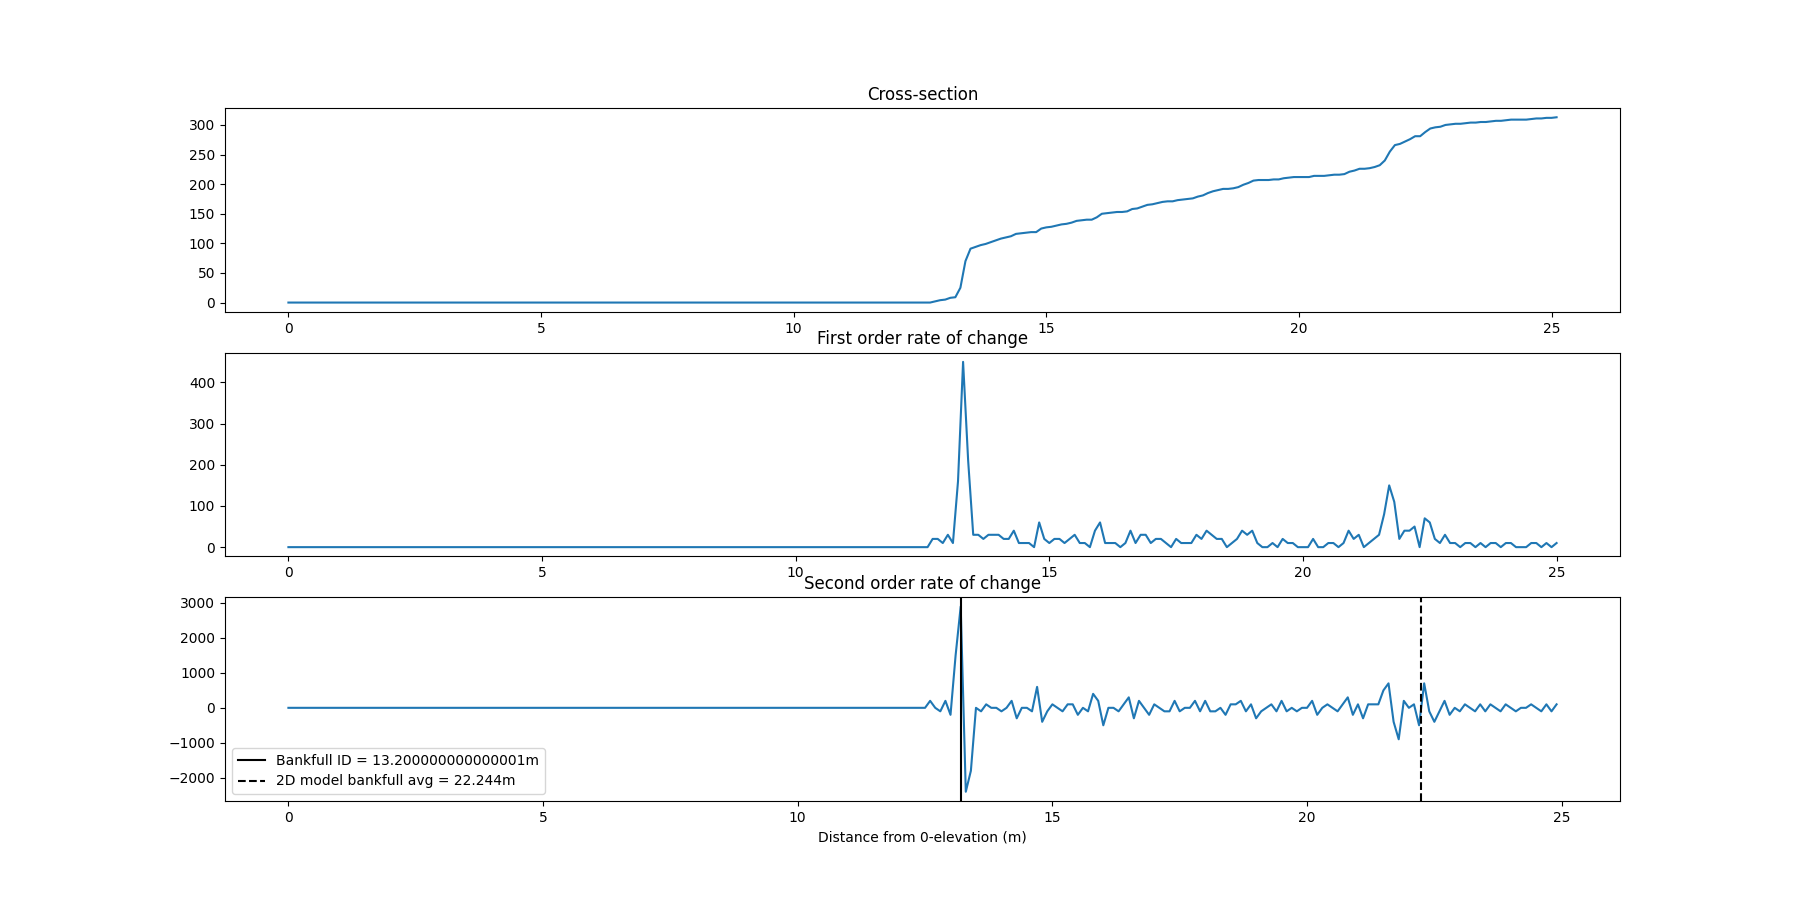 Cross-section
300
250
200
150
100
50
0
0 5 10 15 20 25
First order rate of change
400
300
200
100
0
0 5 10 15 20 25
Second order rate of change
3000
2000
1000
0
−1000
−2000
Bankfull ID = 13.200000000000001m
2D model bankfull avg = 22.244m
0 5 10 15 20 25
Distance from 0-elevation (m)